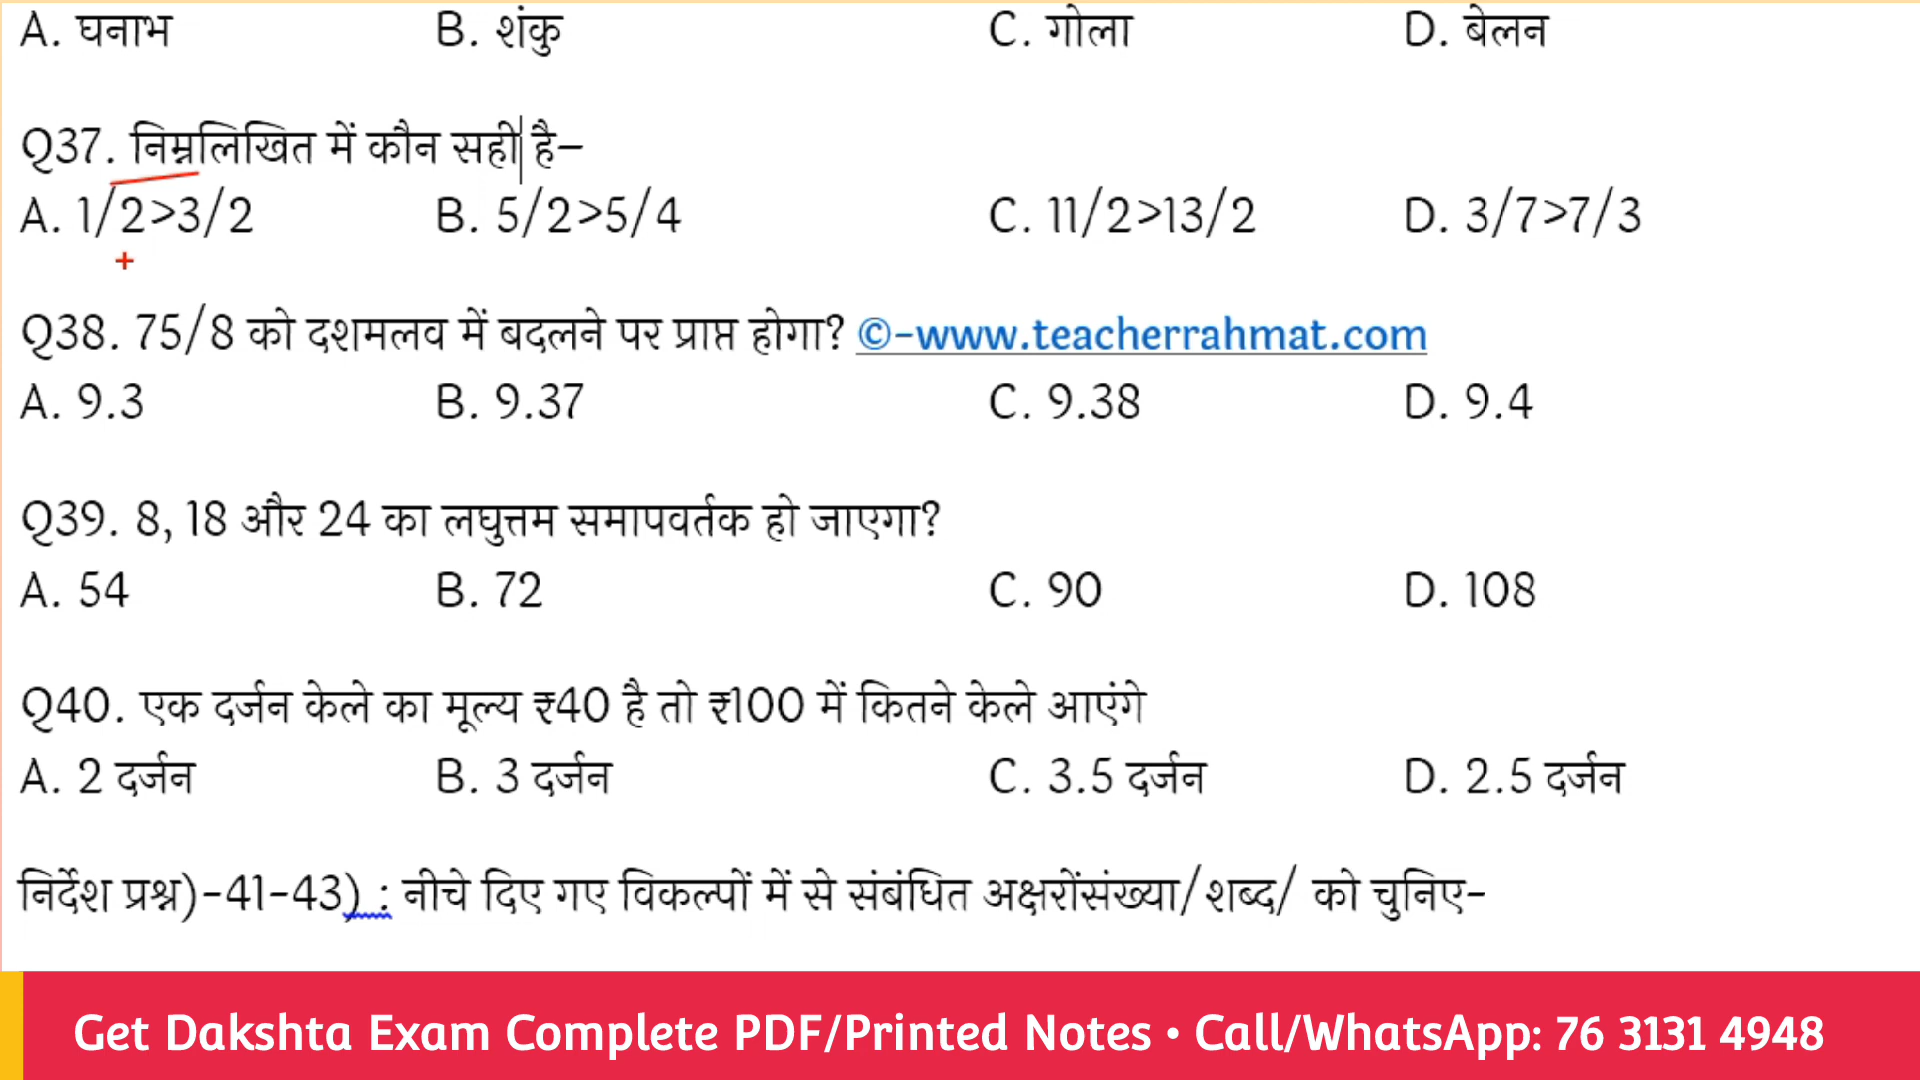 A. घनाभ B. शंकु C. गोला D. बेलन
Q37. निम्नलिखित में कौन सही है–
A. 1/2>3/2 B. 5/2>5/4 C. 11/2>13/2 D. 3/7>7/3
+
Q38. 75/8 को दशमलव में बदलने पर प्राप्त होगा? ©-www.teacherrahmat.com
A. 9.3 B. 9.37 C. 9.38 D. 9.4
Q39. 8, 18 और 24 का लघुत्तम समापवर्तक हो जाएगा?
A. 54 B. 72 C. 90 D. 108
Q40. एक दर्जन केले का मूल्य ₹40 है तो ₹100 में कितने केले आएंगे
A. 2 दर्जन B. 3 दर्जन C. 3.5 दर्जन D. 2.5 दर्जन
निर्देश प्रश्न)-41-43) : नीचे दिए गए विकल्पों में से संबंधित अक्षरोंसंख्या/शब्द/ को चुनिए-
Get Dakshta Exam Complete PDF/Printed Notes • Call/WhatsApp: 76 3131 4948